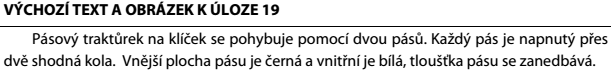 VÝCHOZÍ TEXT A OBRÁZEK K ÚLOZE 19
Pásový traktůrek na klíček se pohybuje pomocí dvou pásů. Každý pás je napnutý přes
dvě shodná kola. Vnější plocha pásu je černá a vnitřní je bílá, tloušťka pásu se zanedbává.